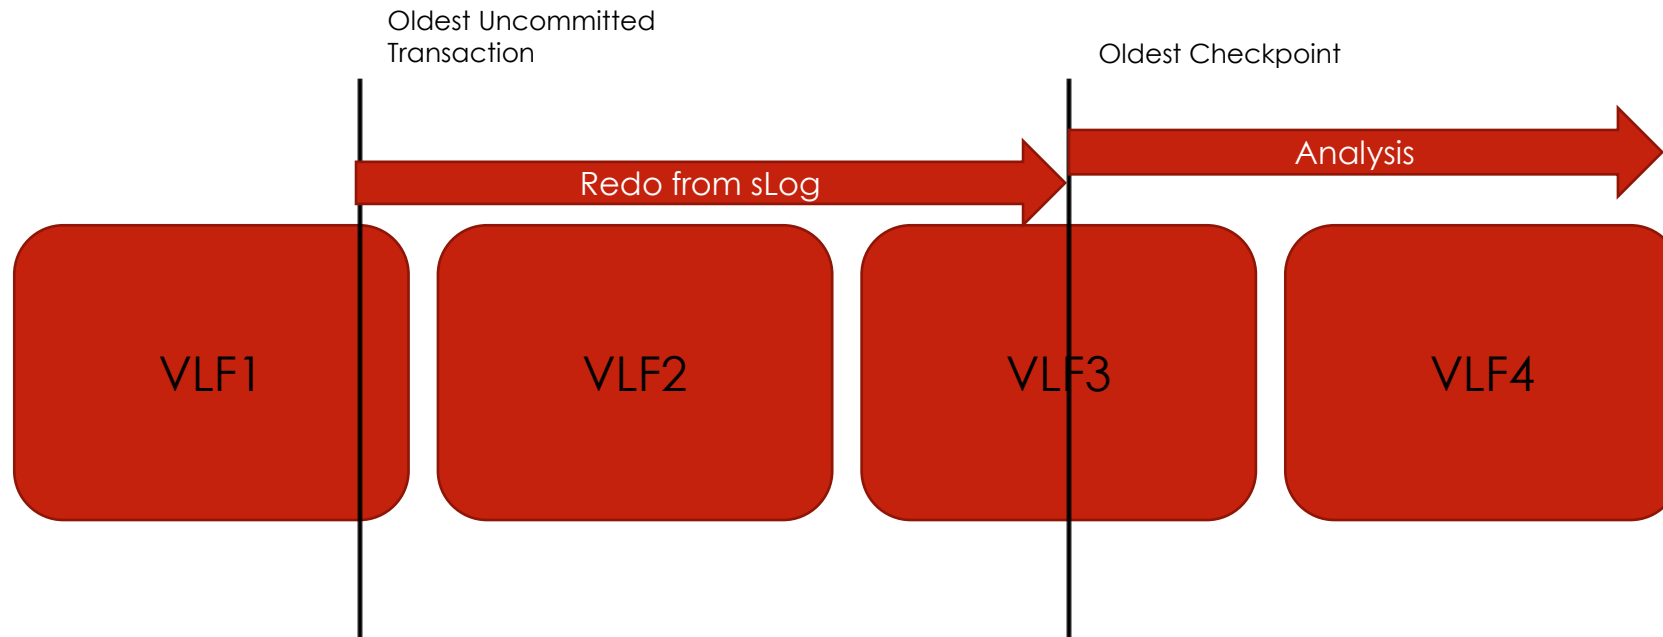 Oldest Uncommitted
Transaction
Oldest Checkpoint
Analysis
Redo from sLog
VLF1
VLF2
VLF3
VLF4